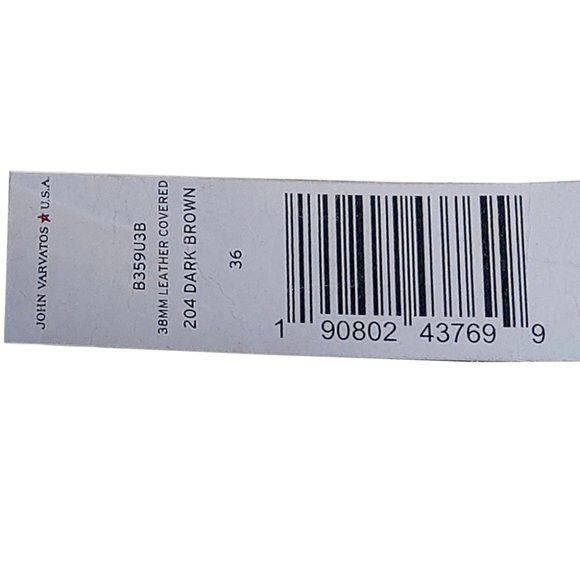 JOHN VARVATOS ★ U.S.A.
B359U3B
38MM LEATHER COVERED
204 DARK BROWN
36
1 90802 43769 9